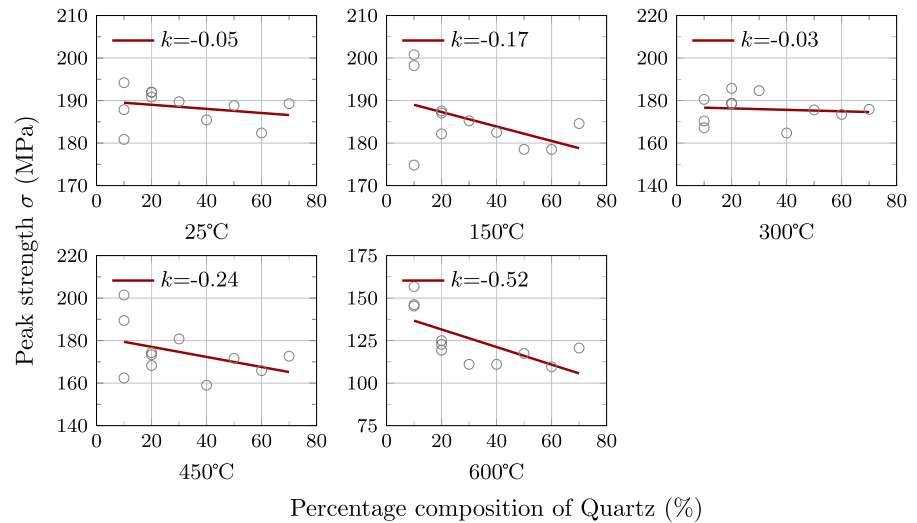 Peak strength σ (MPa)
k=-0.05
210
200
190
180
170
0 20 40 60 80
25℃
k=-0.17
210
200
190
180
170
0 20 40 60 80
150℃
k=-0.03
220
200
180
160
140
0 20 40 60 80
300℃
k=-0.24
220
200
180
160
140
0 20 40 60 80
450℃
k=-0.52
175
150
125
100
75
0 20 40 60 80
600℃
Percentage composition of Quartz (%)